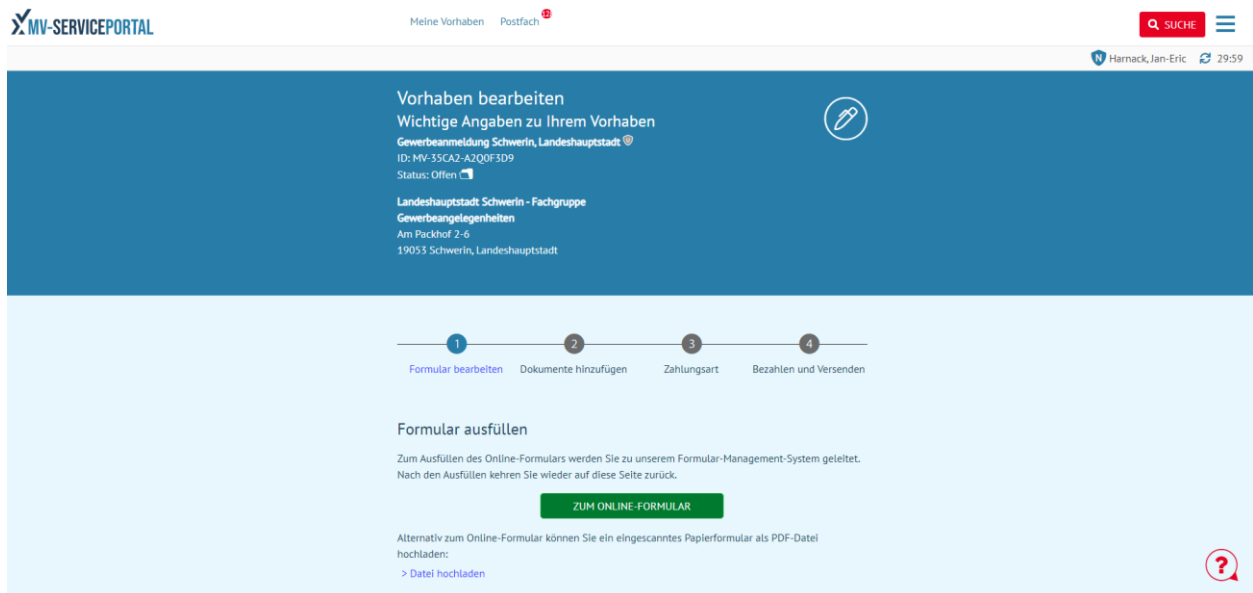 MV-SERVICEPORTAL
Meine Vorhaben Postfach 12
SUCHE
N Harnack, Jan-Eric 29:59
Vorhaben bearbeiten
Wichtige Angaben zu Ihrem Vorhaben
Gewerbeanmeldung Schwerin, Landeshauptstadt
ID: MV-35CA2-A2Q0F3D9
Status: Offen
Landeshauptstadt Schwerin - Fachgruppe
Gewerbeangelegenheiten
Am Packhof 2-6
19053 Schwerin, Landeshauptstadt
1 2 3 4
Formular bearbeiten Dokumente hinzufügen Zahlungsart Bezahlen und Versenden
Formular ausfüllen
Zum Ausfüllen des Online-Formulars werden Sie zu unserem Formular-Management-System geleitet.
Nach den Ausfüllen kehren Sie wieder auf diese Seite zurück.
ZUM ONLINE-FORMULAR
Alternativ zum Online-Formular können Sie ein eingescanntes Papierformular als PDF-Datei
hochladen:
> Datei hochladen
?